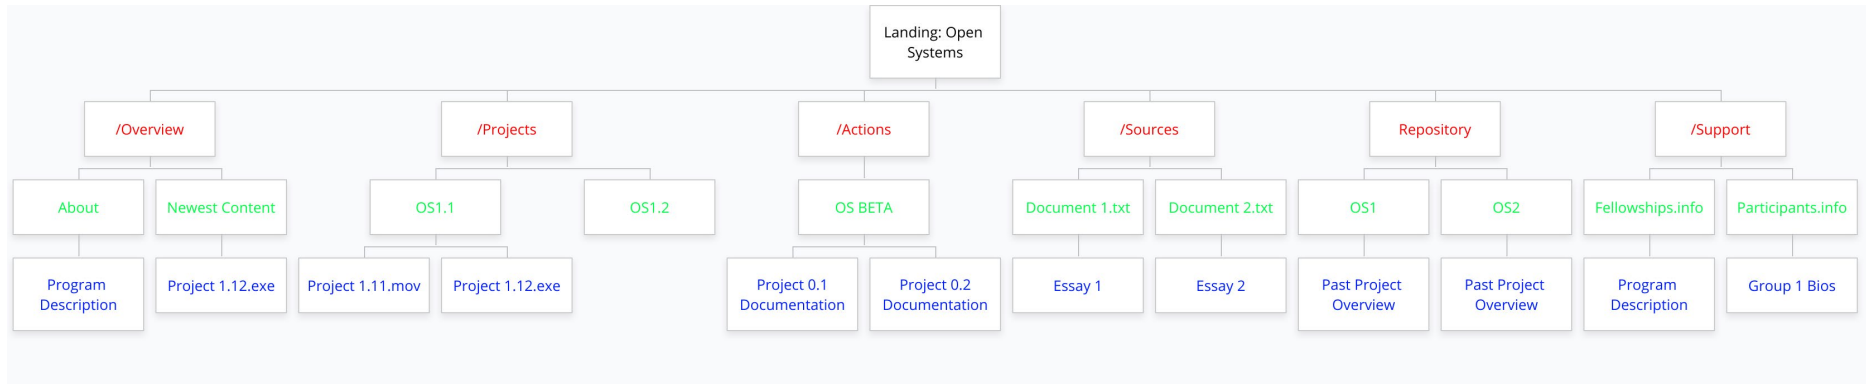 Landing: Open
Systems
/Overview
/Projects
/Actions
/Sources
Repository
/Support
About
Newest Content
OS1.1
OS1.2
OS BETA
Document 1.txt
Document 2.txt
OS1
OS2
Fellowships.info
Participants.info
Program
Description
Project 1.12.exe
Project 1.11.mov
Project 1.12.exe
Project 0.1
Documentation
Project 0.2
Documentation
Essay 1
Essay 2
Past Project
Overview
Past Project
Overview
Program
Description
Group 1 Bios